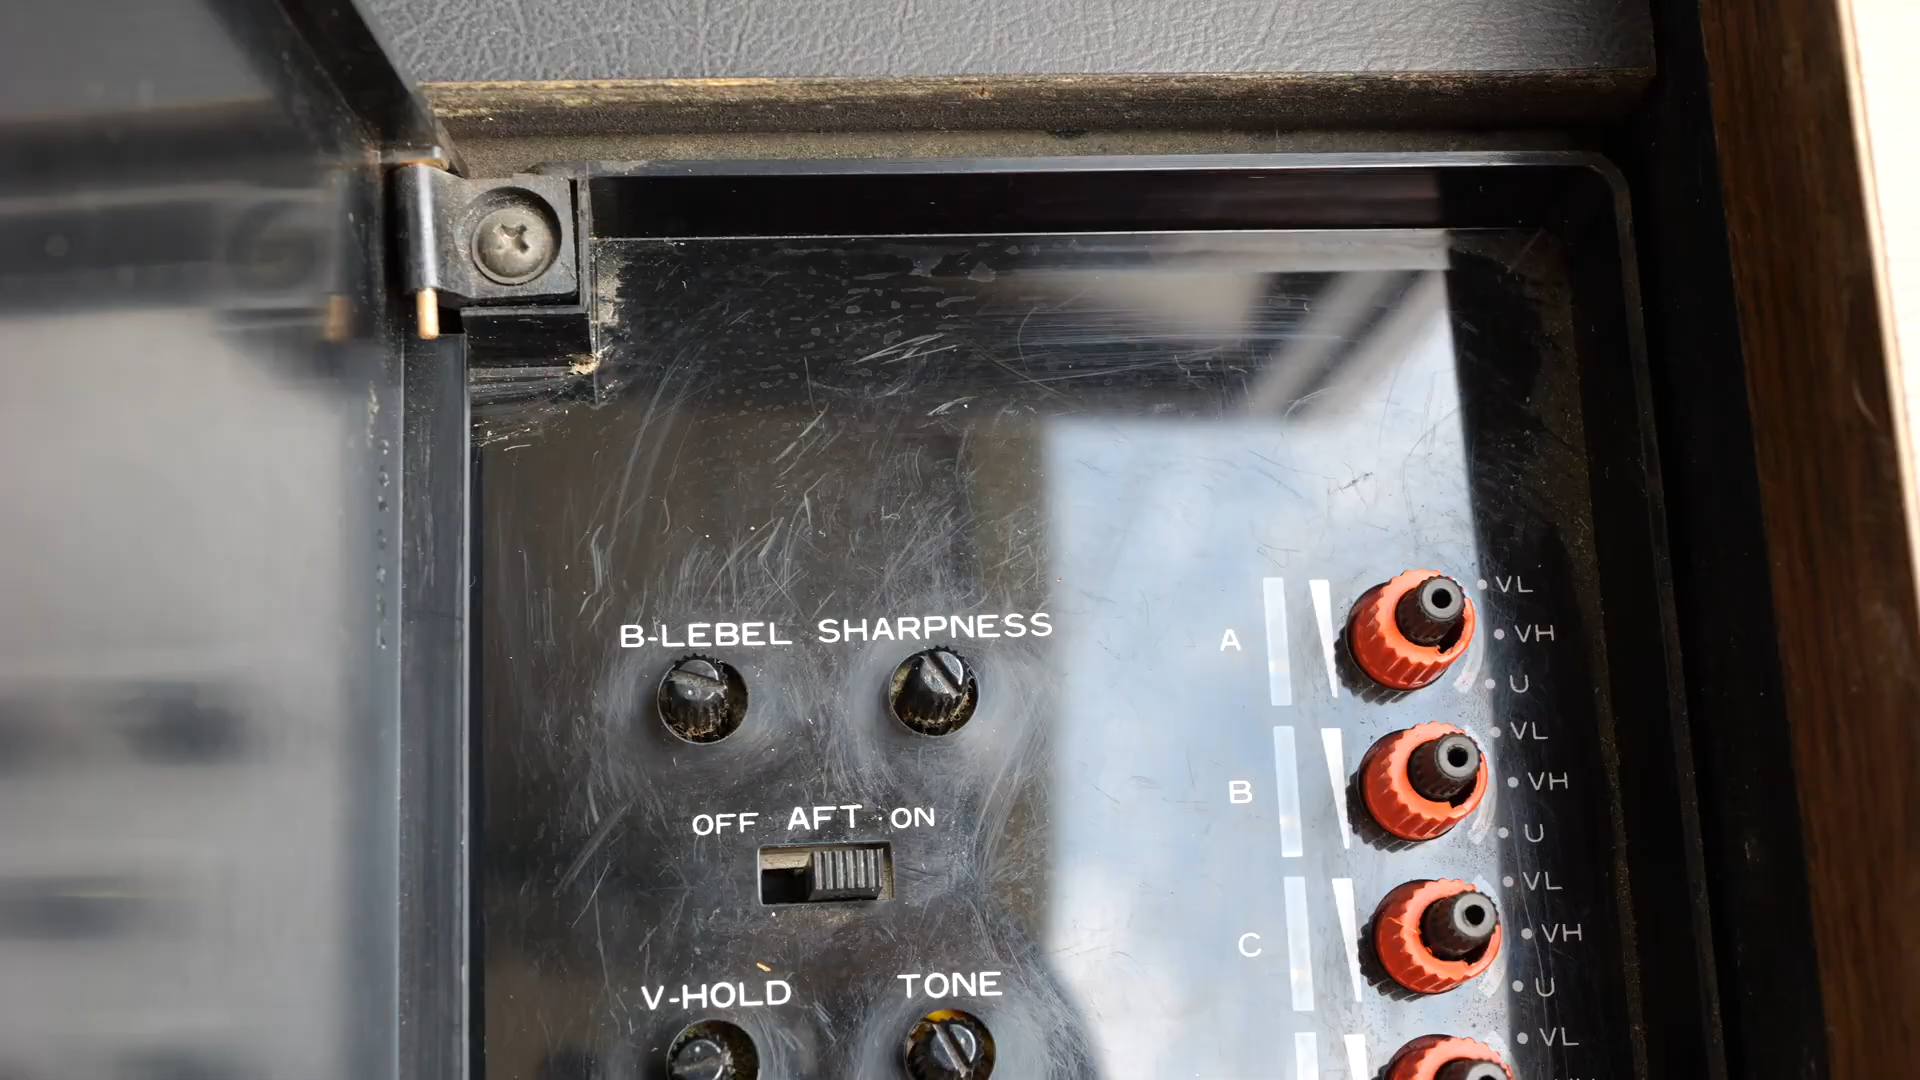 B-LEBEL SHARPNESS
OFF AFT ON
V-HOLD TONE
A
VL
VH
U
B
VL
VH
U
C
VL
VH
U
VL